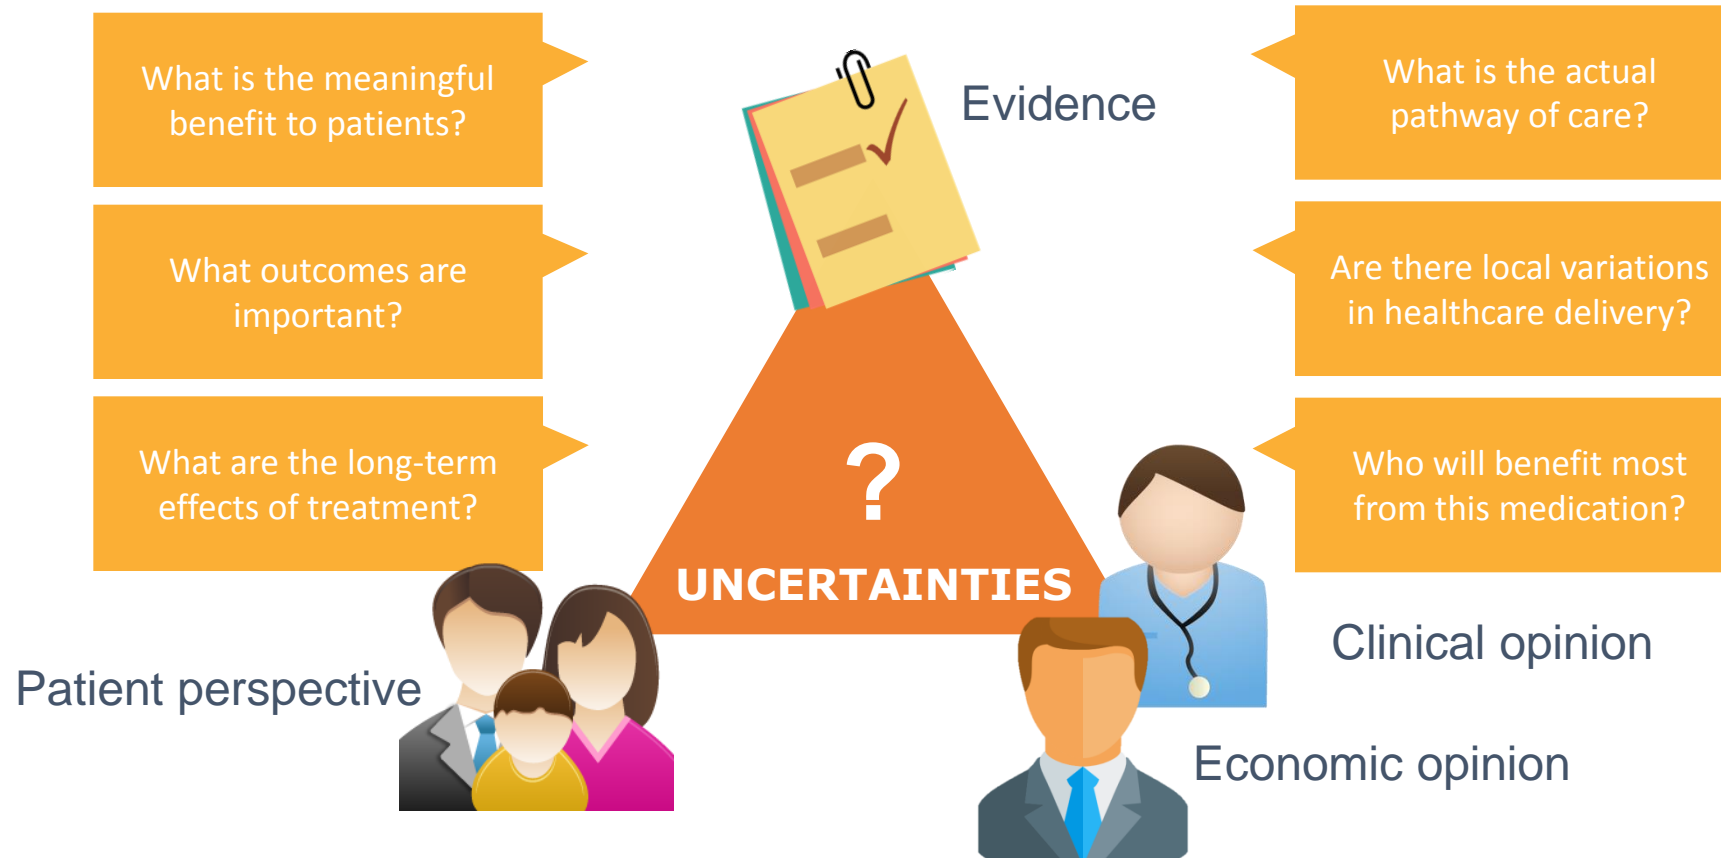 What is the meaningful
benefit to patients?
What outcomes are
important?
What are the long-term
effects of treatment?
Evidence
What is the actual
pathway of care?
Are there local variations
in healthcare delivery?
Who will benefit most
from this medication?
?
UNCERTAINTIES
Patient perspective
Clinical opinion
Economic opinion